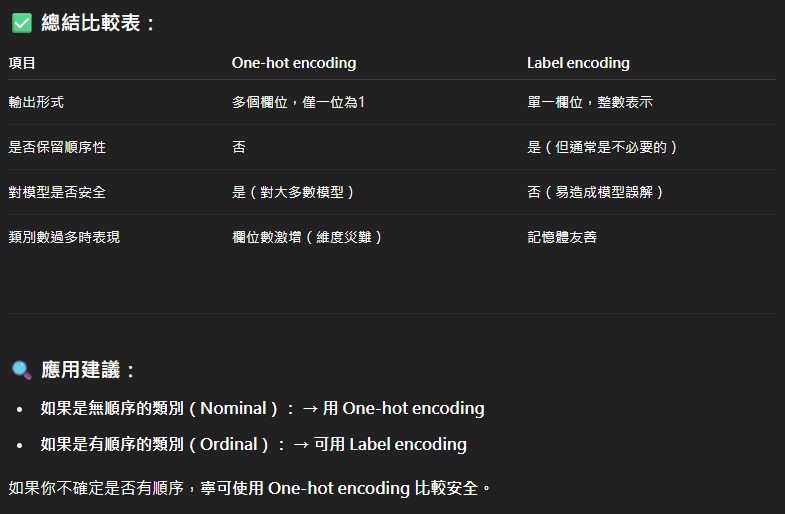 ✅ 總結比較表：
項目 One-hot encoding Label encoding
輸出形式 多個欄位，僅一位為1 單一欄位，整數表示
是否保留順序性 否 是（但通常是不必要的）
對模型是否安全 是（對大多數模型） 否（易造成模型誤解）
類別數過多時表現 欄位數激增（維度災難） 記憶體友善
🔍 應用建議：
• 如果是無順序的類別（Nominal）： → 用 One-hot encoding
• 如果是有順序的類別（Ordinal）： → 可用 Label encoding
如果你不確定是否有順序，寧可使用 One-hot encoding 比較安全。